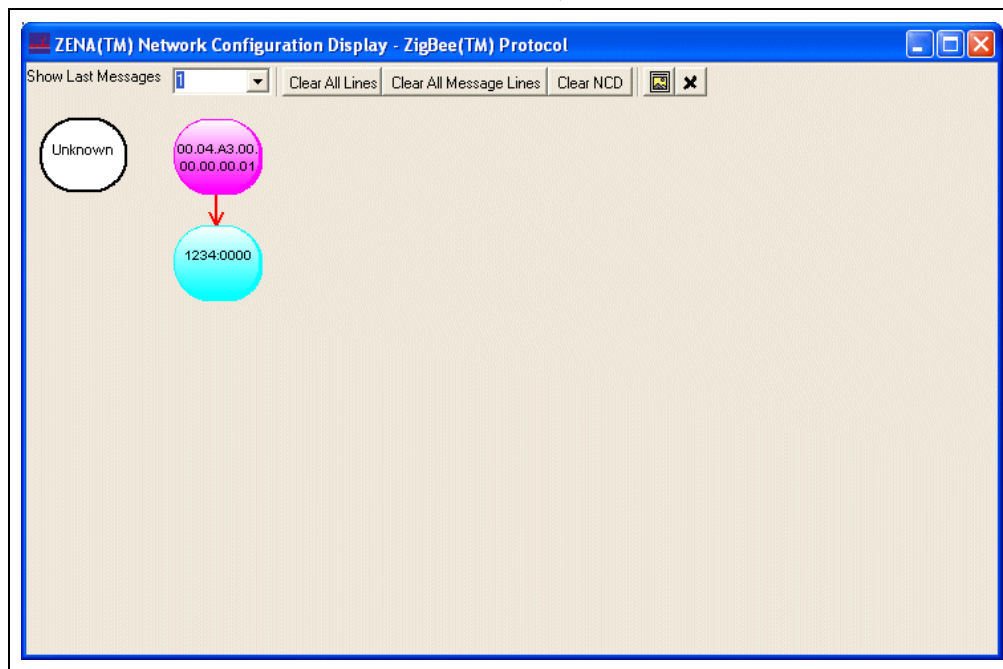 ZENA(TM) Network Configuration Display - ZigBee(TM) Protocol
Show Last Messages 1 Clear All Lines Clear All Message Lines Clear NCD
Unknown
00.04.A3.00.
00.00.00.01
1234:0000